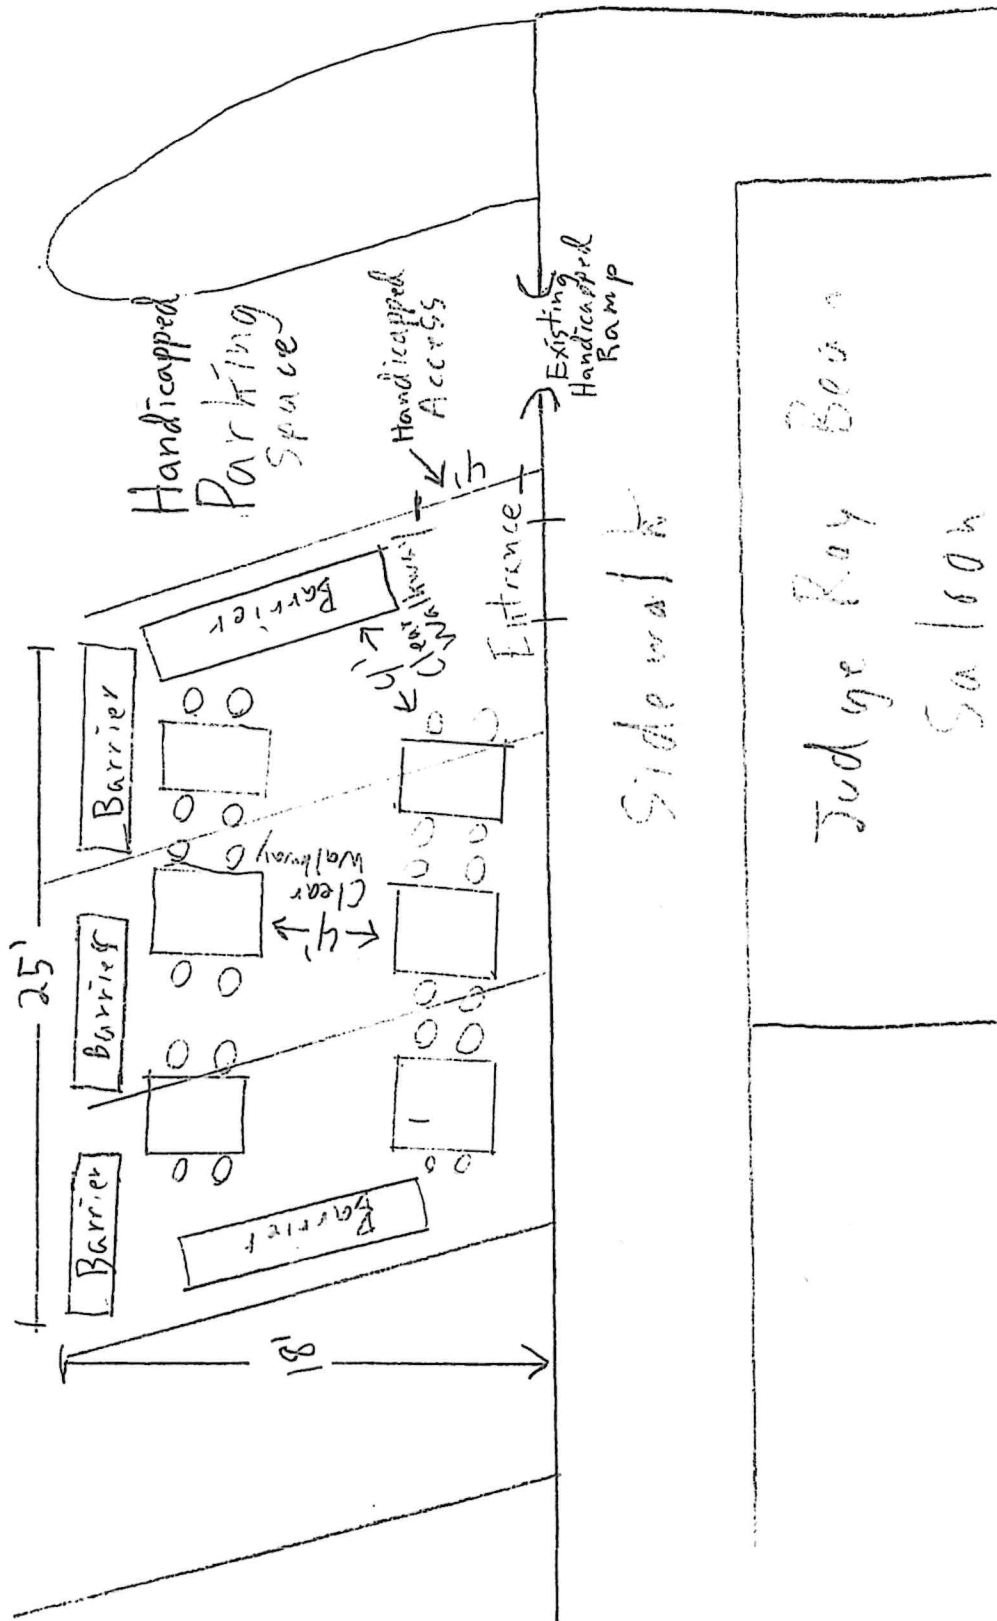 25'
Barrier
Barrier
Barrier
Barrier
Barrier
18'
4'
Clear
Walkway
4'
Clear
Walkway
4'
Handicapped
Parking
Space
Handicapped
Access
Entrance
Existing
Handicapped
Ramp
Sidewalk
Judge Roy Bean
Saloon